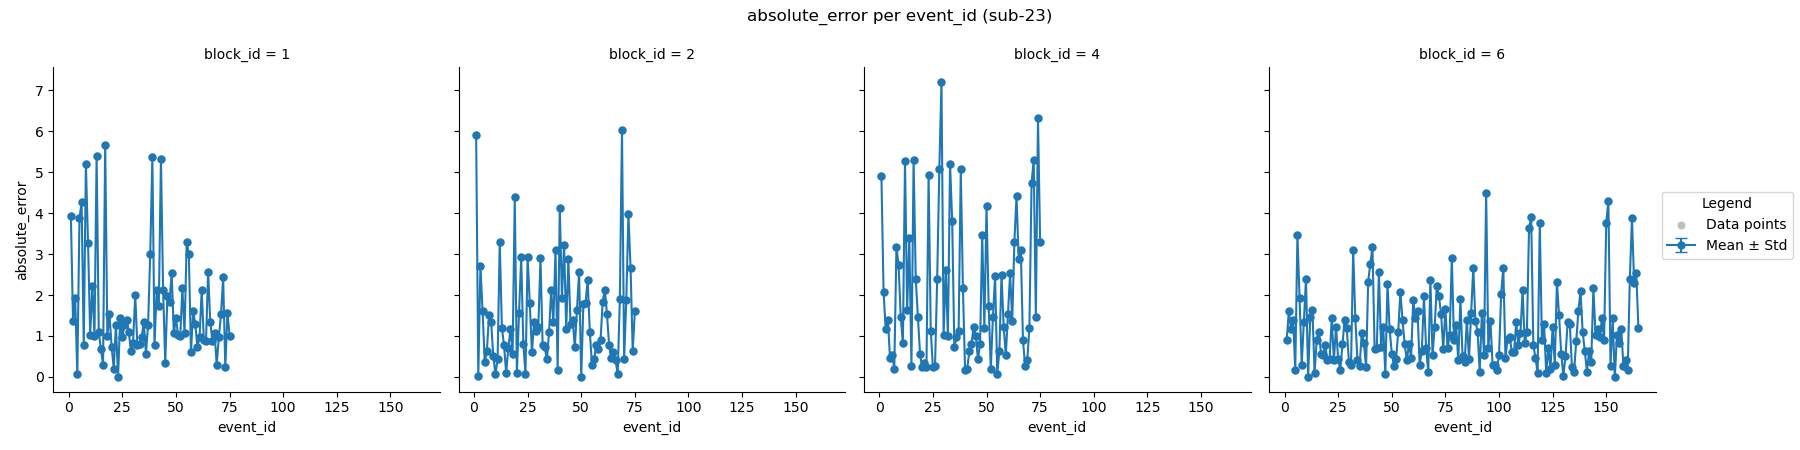 absolute_error per event_id (sub-23)
block_id = 1
block_id = 2
block_id = 4
block_id = 6
absolute_error
7
6
5
4
3
2
1
0
0 25 50 75 100 125 150
0 25 50 75 100 125 150
0 25 50 75 100 125 150
0 25 50 75 100 125 150
event_id
event_id
event_id
event_id
Legend
Data points
Mean ± Std